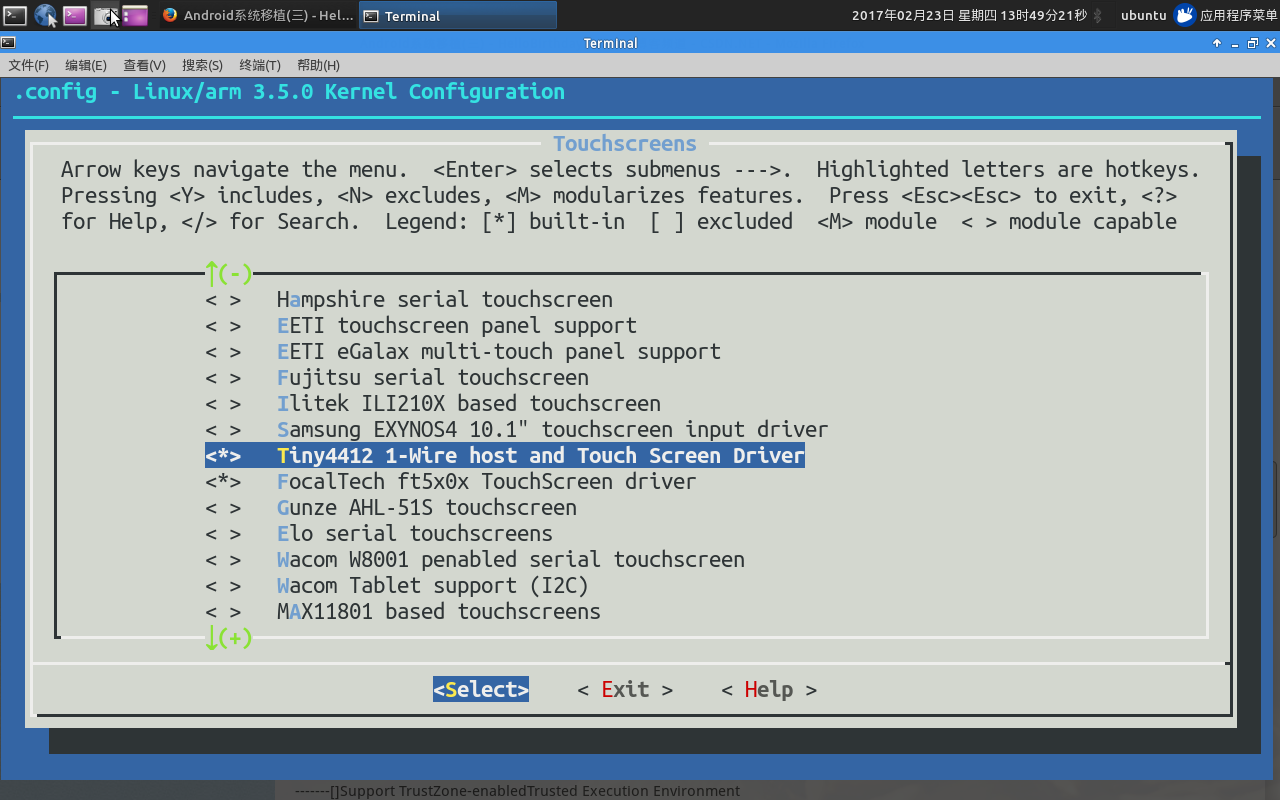 Android系统移植(三) - Hel...
Terminal
2017年02月23日 星期四 13时49分21秒
ubuntu
应用程序菜单
Terminal
文件(F) 编辑(E) 查看(V) 搜索(S) 终端(T) 帮助(H)
.config - Linux/arm 3.5.0 Kernel Configuration
Touchscreens
Arrow keys navigate the menu. <Enter> selects submenus --->. Highlighted letters are hotkeys.
Pressing <Y> includes, <N> excludes, <M> modularizes features. Press <Esc><Esc> to exit, <?>
for Help, </> for Search. Legend: [*] built-in [ ] excluded <M> module < > module capable
↑(-)
< > Hampshire serial touchscreen
< > EETI touchscreen panel support
< > EETI eGalax multi-touch panel support
< > Fujitsu serial touchscreen
< > Ilitek ILI210X based touchscreen
< > Samsung EXYNOS4 10.1" touchscreen input driver
<*> Tiny4412 1-Wire host and Touch Screen Driver
<*> FocalTech ft5x0x TouchScreen driver
< > Gunze AHL-51S touchscreen
< > Elo serial touchscreens
< > Wacom W8001 penabled serial touchscreen
< > Wacom Tablet support (I2C)
< > MAX11801 based touchscreens
↓(+)
<Select> < Exit > < Help >
-------[]Support TrustZone-enabledTrusted Execution Environment